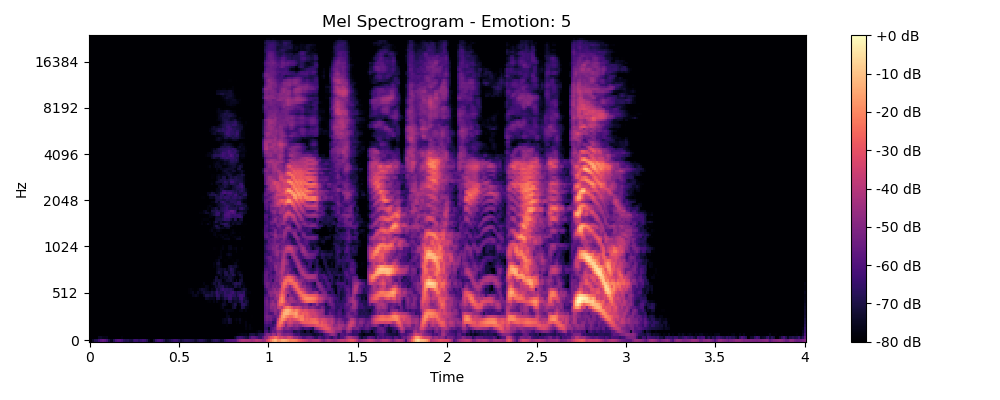 Mel Spectrogram - Emotion: 5
Hz
16384
8192
4096
2048
1024
512
0
0 0.5 1 1.5 2 2.5 3 3.5 4
Time
+0 dB
-10 dB
-20 dB
-30 dB
-40 dB
-50 dB
-60 dB
-70 dB
-80 dB